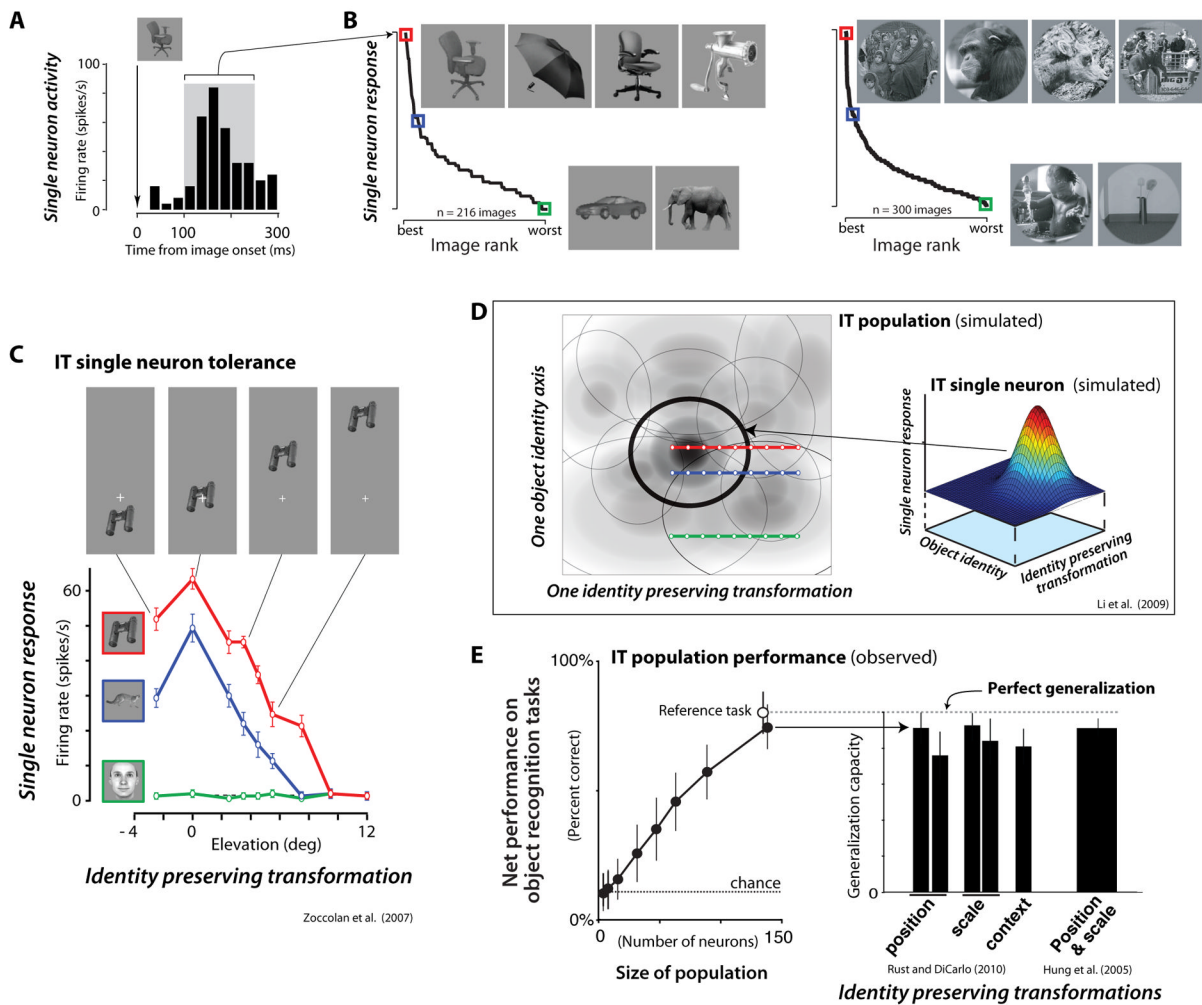 A
Single neuron activity
Firing rate (spikes/s)
100
0
0
300
Time from image onset (ms)
B
Single neuron response
n = 216 images
best
worst
Image rank
n = 300 images
best
worst
Image rank
C
IT single neuron tolerance
Single neuron response
Firing rate (spikes/s)
60
0
- 4
0
12
Elevation (deg)
Identity preserving transformation
Zoccolan et al. (2007)
D
IT population (simulated)
One object identity axis
One identity preserving transformation
IT single neuron (simulated)
Single neuron response
Object identity
Identity preserving
transformation
Li et al. (2009)
E
IT population performance (observed)
Net performance on
object recognition tasks
(Percent correct)
100%
0%
Reference task
chance
0
150
(Number of neurons)
Size of population
Perfect generalization
Generalization capacity
0
position
scale
context
Position
& scale
Rust and DiCarlo (2010)
Hung et al. (2005)
Identity preserving transformations